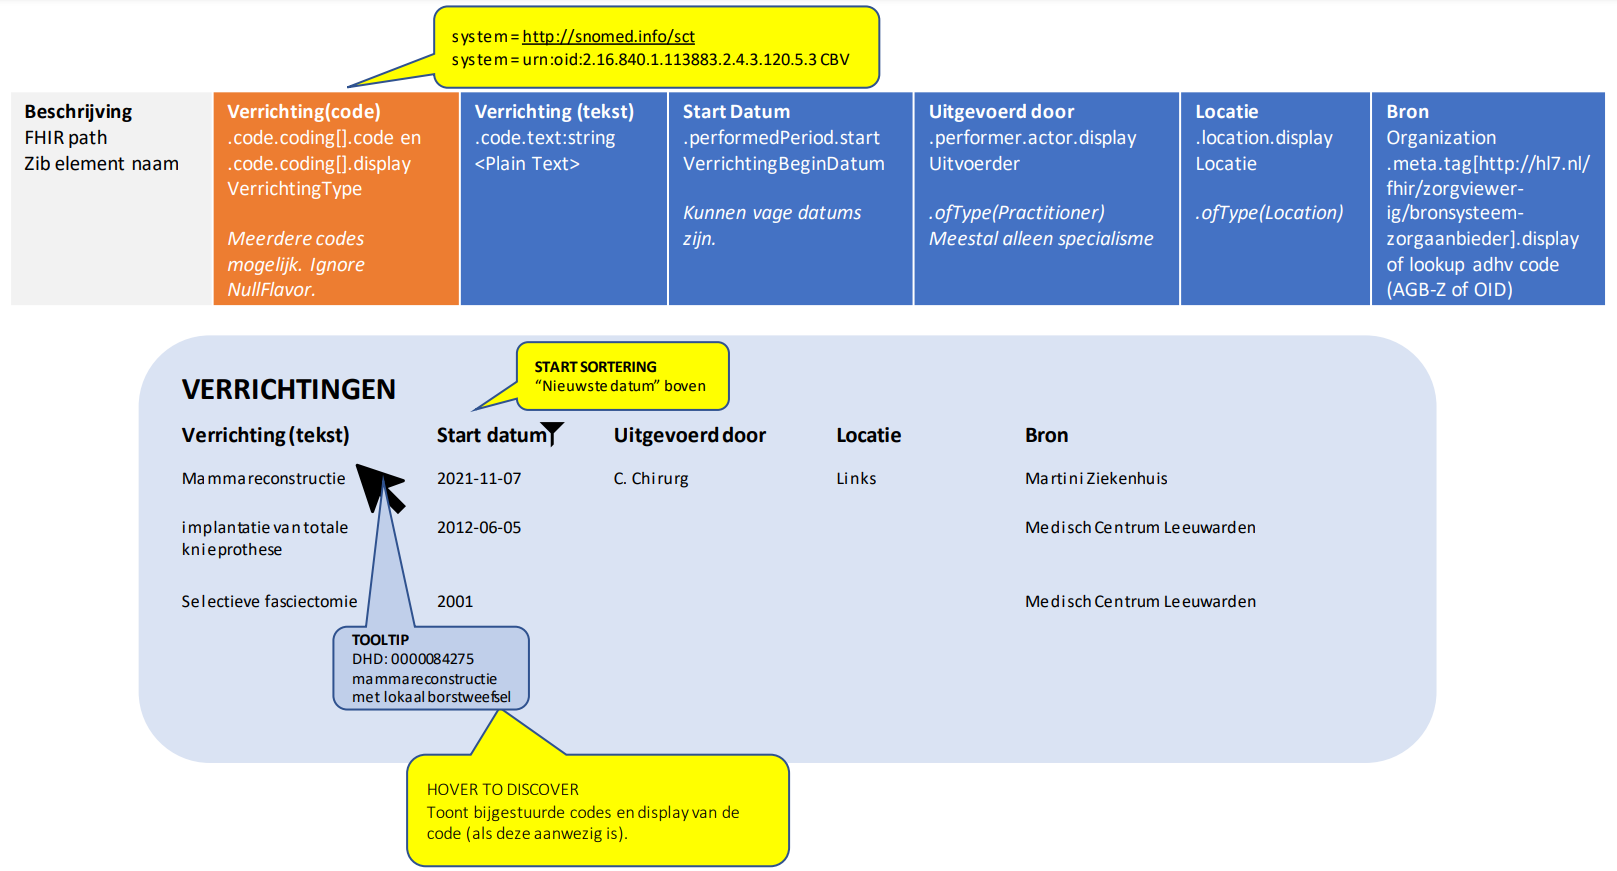 system = http://snomed.info/sct
system = urn:oid:2.16.840.1.113883.2.4.3.120.5.3 CBV
Beschrijving
FHIR path
Zib element naam
Verrichting(code)
.code.coding[].code en
.code.coding[].display
VerrichtingType
Meerdere codes
mogelijk. Ignore
NullFlavor.
Verrichting (tekst)
.code.text:string
<Plain Text>
Start Datum
.performedPeriod.start
VerrichtingBeginDatum
Kunnen vage datums
zijn.
Uitgevoerd door
.performer.actor.display
Uitvoerder
.ofType(Practitioner)
Meestal alleen specialisme
Locatie
.location.display
Locatie
.ofType(Location)
Bron
Organization
.meta.tag[http://hl7.nl/
fhir/zorgviewer-
ig/bronsysteem-
zorgaanbieder].display
of lookup adhv code
(AGB-Z of OID)
START SORTERING
“Nieuwste datum” boven
VERRICHTINGEN
Verrichting (tekst) Start datum Uitgevoerd door Locatie Bron
Mammareconstructie 2021-11-07 C. Chirurg Links Martini Ziekenhuis
implantatie van totale 2012-06-05 Medisch Centrum Leeuwarden
knieprothese
Selectieve fasciectomie 2001 Medisch Centrum Leeuwarden
TOOLTIP
DHD: 0000084275
mammareconstructie
met lokaal borstweefsel
HOVER TO DISCOVER
Toont bijgestuurde codes en display van de
code (als deze aanwezig is).